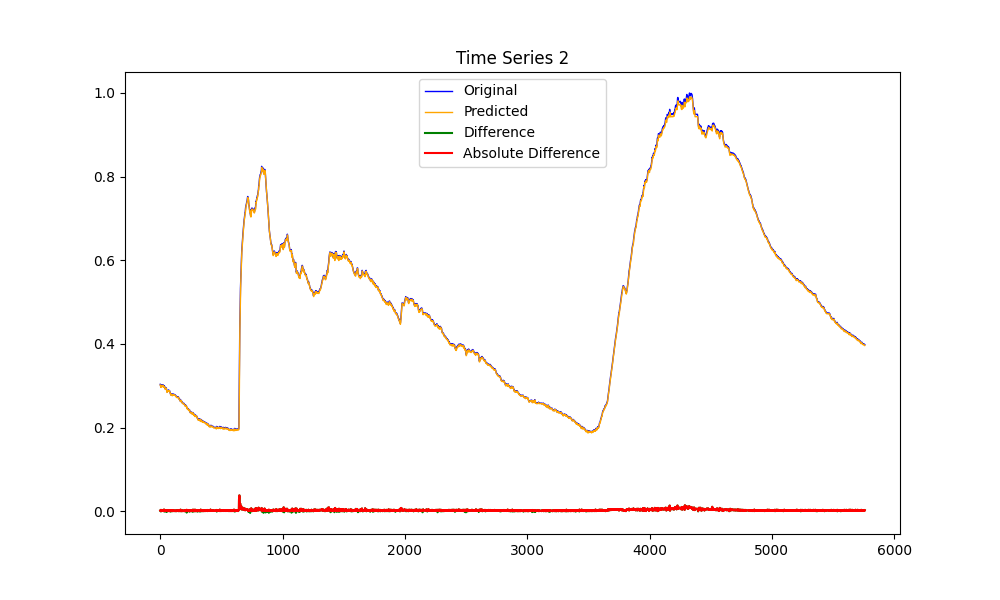 Time Series 2
Original
Predicted
Difference
Absolute Difference
1.0
0.8
0.6
0.4
0.2
0.0
0 1000 2000 3000 4000 5000 6000